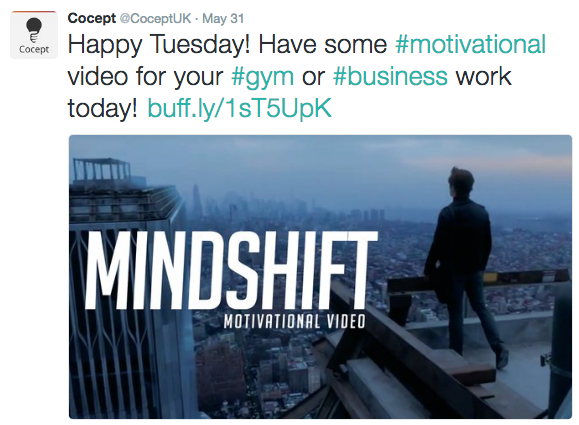 Cocept @CoceptUK · May 31
Cocept
Happy Tuesday! Have some #motivational
video for your #gym or #business work
today! buff.ly/1sT5UpK
MINDSHIFT
MOTIVATIONAL VIDEO